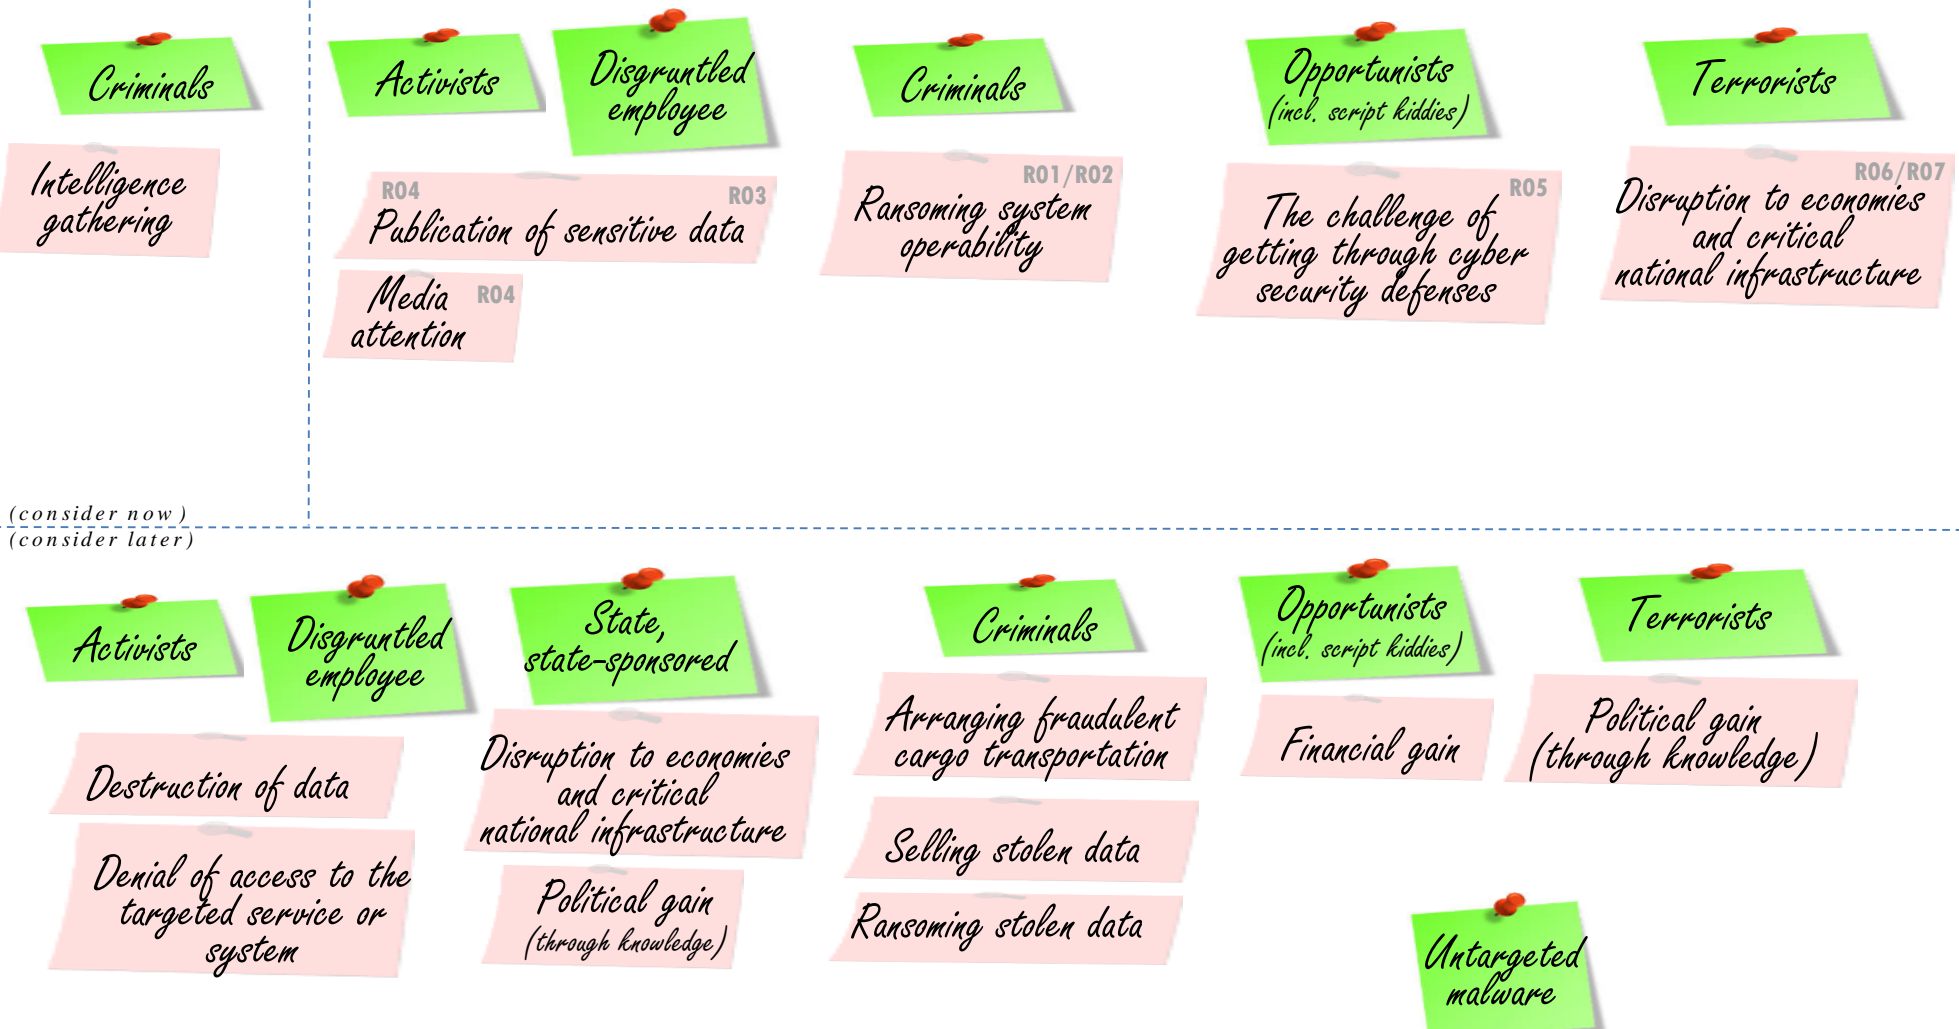 Criminals
Intelligence
gathering
Activists
Disgruntled
employee
R04
R03
Publication of sensitive data
Media
R04
attention
Criminals
R01/R02
Ransoming system
operability
Opportunists
(incl. script kiddies)
R05
The challenge of
getting through cyber
security defenses
Terrorists
R06/R07
Disruption to economies
and critical
national infrastructure
(consider now)
(consider later)
Activists
Disgruntled
employee
Destruction of data
Denial of access to the
targeted service or
system
State,
state-sponsored
Disruption to economies
and critical
national infrastructure
Political gain
(through knowledge)
Criminals
Arranging fraudulent
cargo transportation
Selling stolen data
Ransoming stolen data
Opportunists
(incl. script kiddies)
Financial gain
Terrorists
Political gain
(through knowledge)
Untargeted
malware